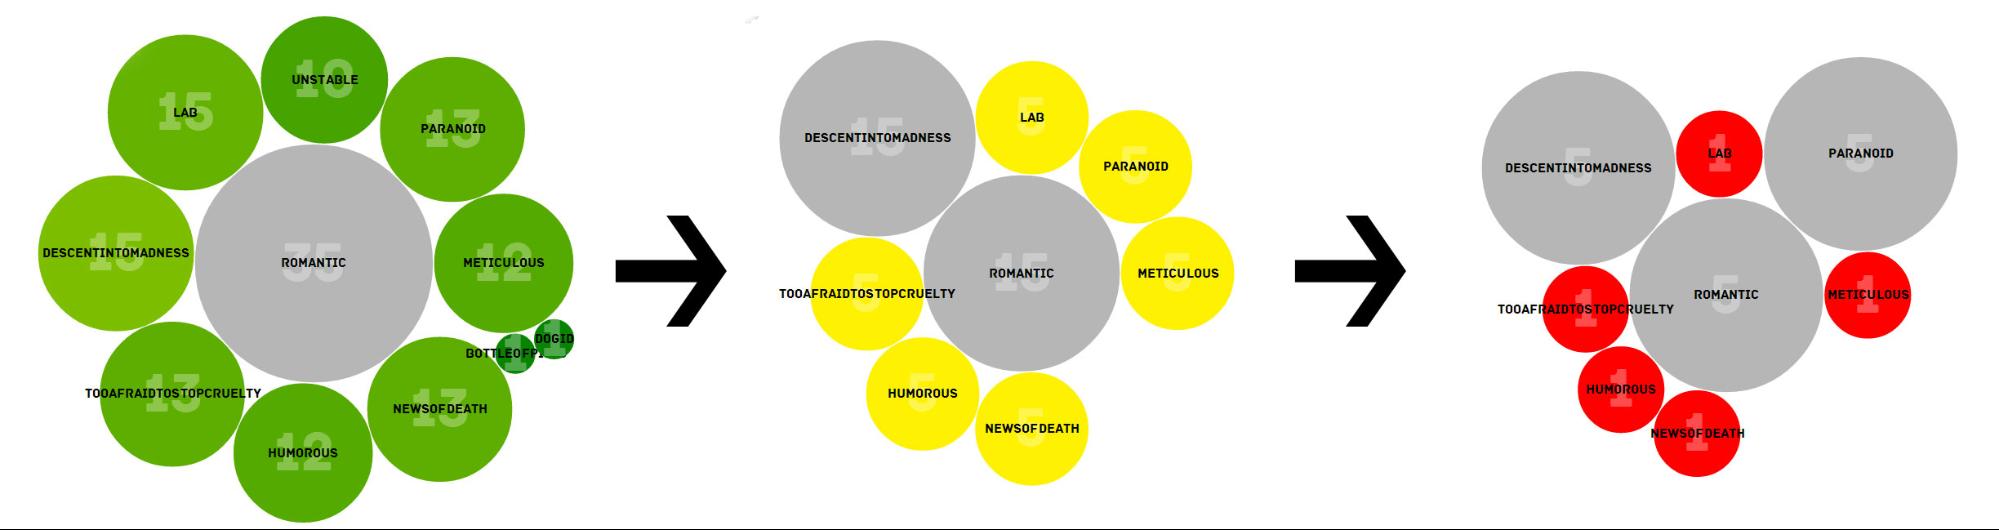 UNSTABLE
10
LAB
15
PARANOID
13
DESCENTINTOMADNESS
15
ROMANTIC
35
METICULOUS
12
DOGID
1
1
TOOAFRAIDTOSTOPCRUELTY
13
NEWSOFDEATH
13
HUMOROUS
12
DESCENTINTOMADNESS
15
LAB
5
PARANOID
5
ROMANTIC
15
METICULOUS
5
TOOAFRAIDTOSTOPCRUELTY
5
HUMOROUS
5
NEWSOFDEATH
5
DESCENTINTOMADNESS
5
LAB
1
PARANOID
5
ROMANTIC
5
METICULOUS
1
TOOAFRAIDTOSTOPCRUELTY
1
HUMOROUS
1
NEWSOFDEATH
1